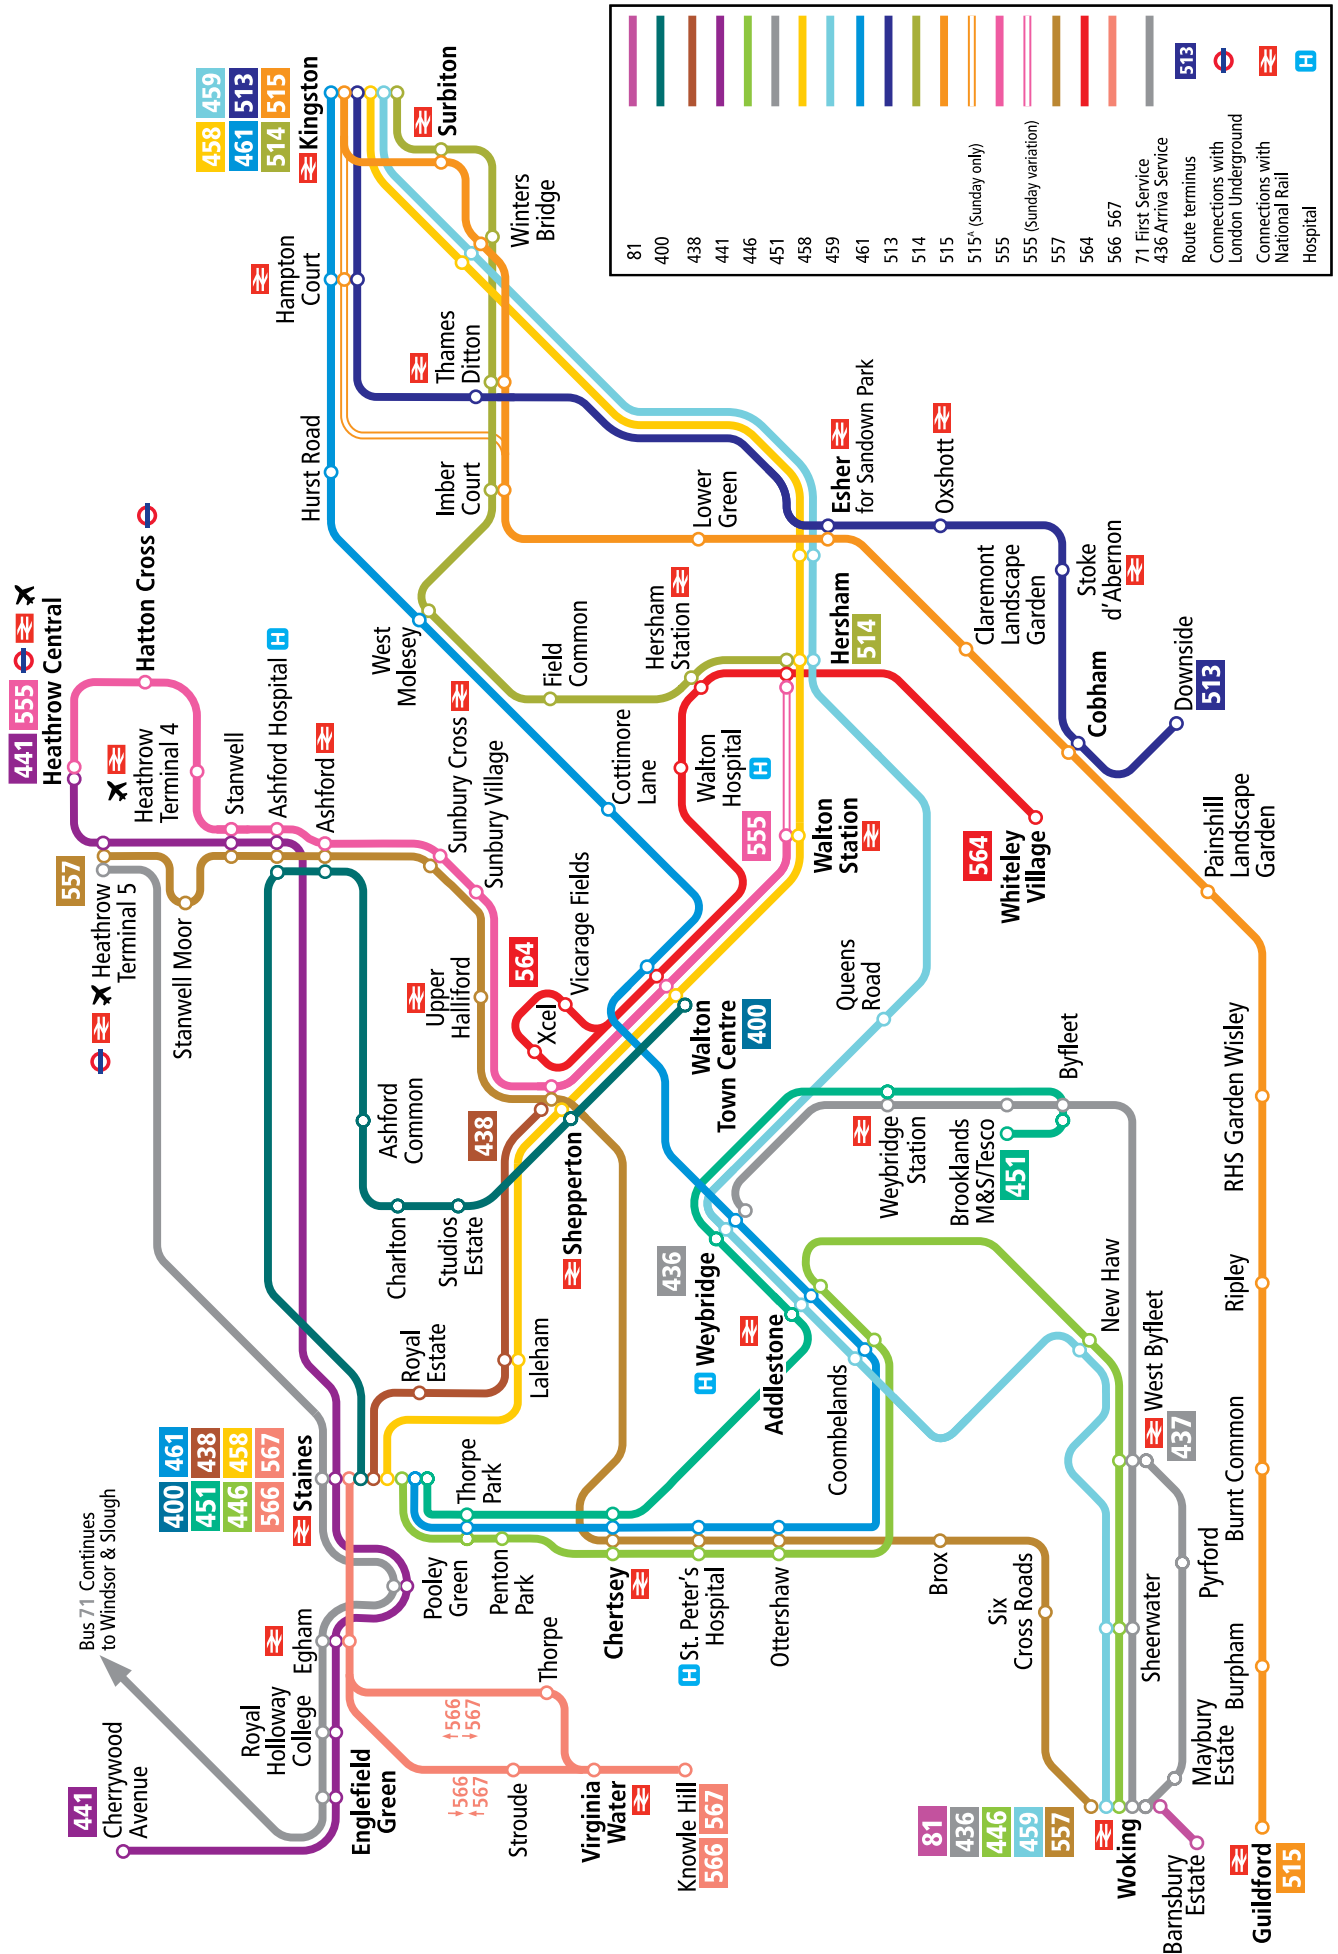 Bus 71 Continues
to Windsor & Slough
441
Cherrywood
Avenue
Royal
Holloway
College
Englefield
Green
Egham
566
567
566
567
Stroude
Thorpe
Virginia
Water
Knowle Hill
566 567
400 461
451 438
446 458
566 567
Staines
Pooley
Green
Penton
Park
Thorpe
Park
Chertsey
H St. Peter's
Hospital
Ottershaw
Brox
Six
Cross Roads
81
436
446
459
557
Woking
Barnsbury
Estate
Maybury
Estate
Pyrford
Sheerwater
437
West Byfleet
New Haw
Guildford
515
Burpham
Burnt Common
Ripley
RHS Garden Wisley
Painshill
Landscape
Garden
Royal
Estate
Laleham
Charlton
Studios
Estate
Ashford
Common
438
Shepperton
436
H Weybridge
Addlestone
Coombelands
Weybridge
Station
Brooklands
M&S/Tesco
451
Byfleet
Queens
Road
Walton
Town Centre
400
564
Xcel
Vicarage Fields
Upper
Halliford
Heathrow
Terminal 5
557
Stanwell Moor
441 555
Heathrow Central
Hatton Cross
Heathrow
Terminal 4
Stanwell
Ashford Hospital H
Ashford
Sunbury Cross
Sunbury Village
Cottimore
Lane
Walton
Hospital
H
555
Walton
Station
564
Whiteley
Village
West
Molesey
Field
Common
Hersham
Station
Hersham
514
Cobham
Downside
513
Stoke
d'Abernon
Claremont
Landscape
Garden
Oxshott
Esher
for Sandown Park
Lower
Green
Imber
Court
Hurst Road
Thames
Ditton
Hampton
Court
Winters
Bridge
Surbiton
458 459
461 513
514 515
Kingston
81
400
438
441
446
451
458
459
461
513
514
515
515A (Sunday only)
555
555 (Sunday variation)
557
564
566 567
71 First Service
436 Arriva Service
Route terminus
513
Connections with
London Underground
Connections with
National Rail
Hospital
H